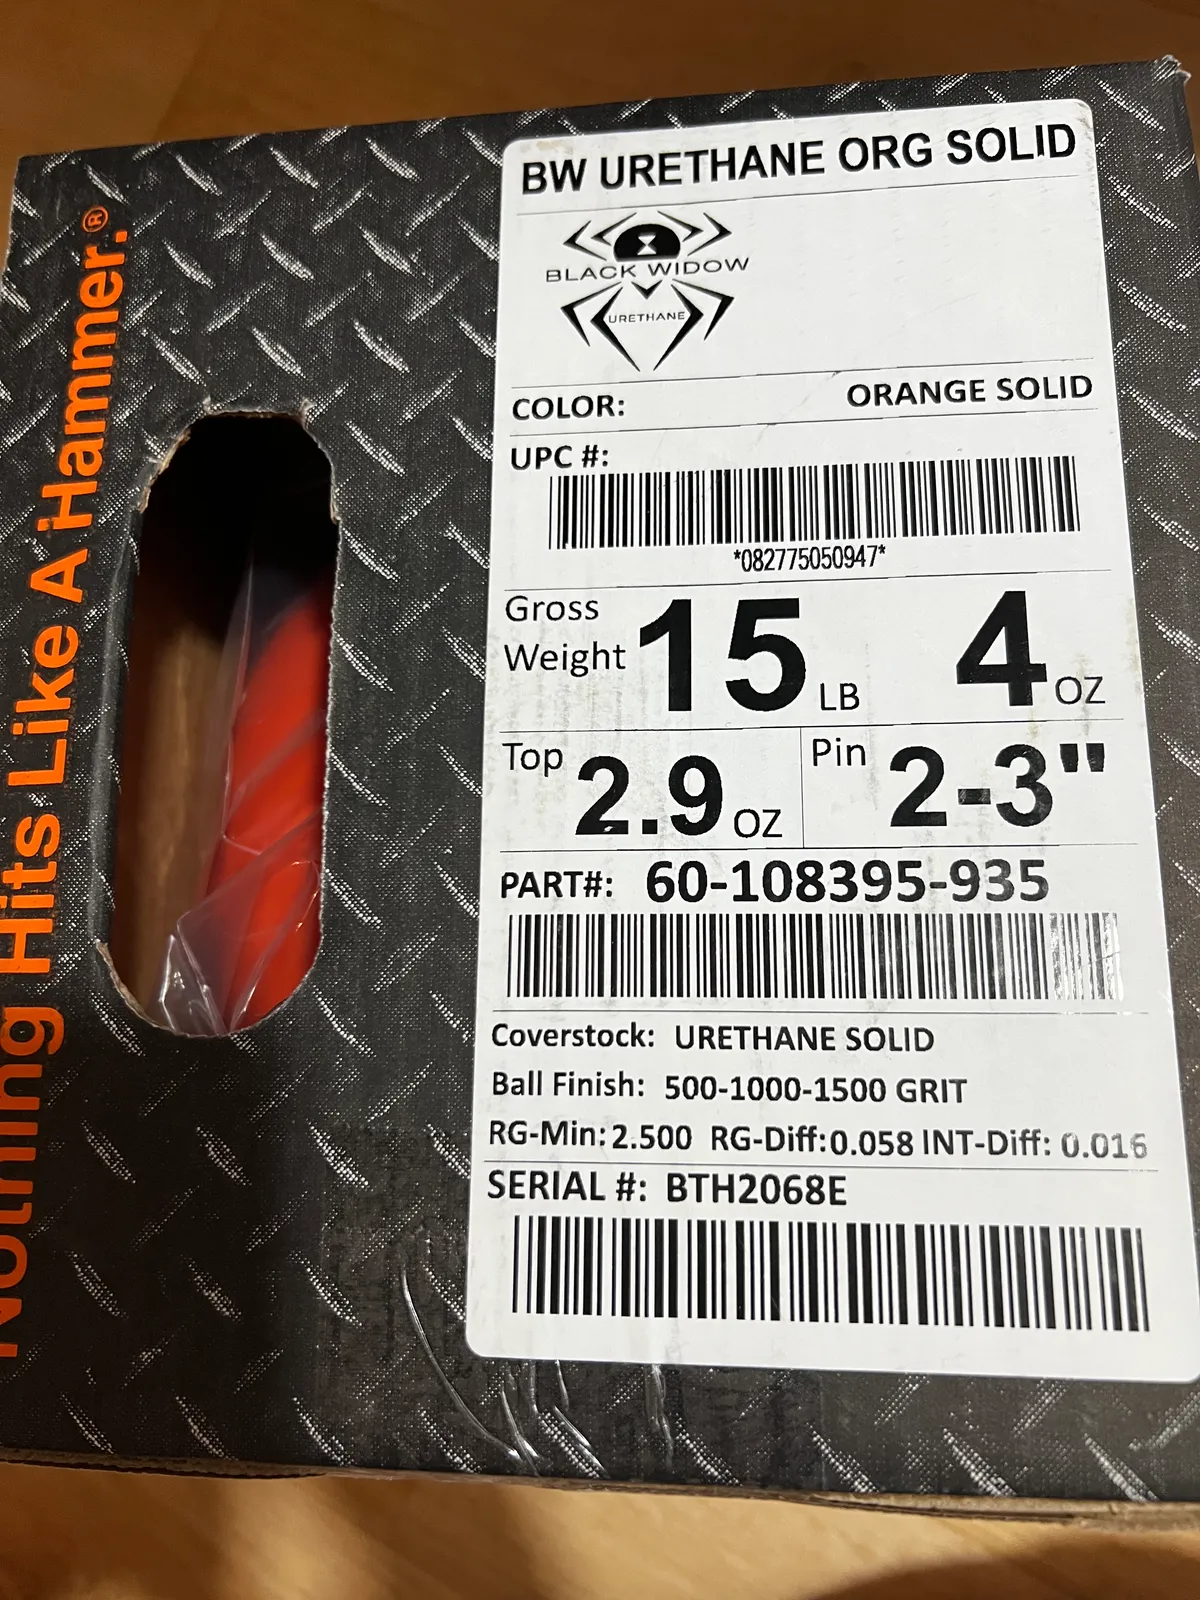 Nothing Hits Like A Hammer.®
BW URETHANE ORG SOLID
BLACK WIDOW
URETHANE
COLOR: ORANGE SOLID
UPC #:
*082775050947*
Gross Weight 15 LB 4 OZ
Top 2.9 OZ Pin 2-3"
PART#: 60-108395-935
Coverstock: URETHANE SOLID
Ball Finish: 500-1000-1500 GRIT
RG-Min: 2.500 RG-Diff: 0.058 INT-Diff: 0.016
SERIAL #: BTH2068E